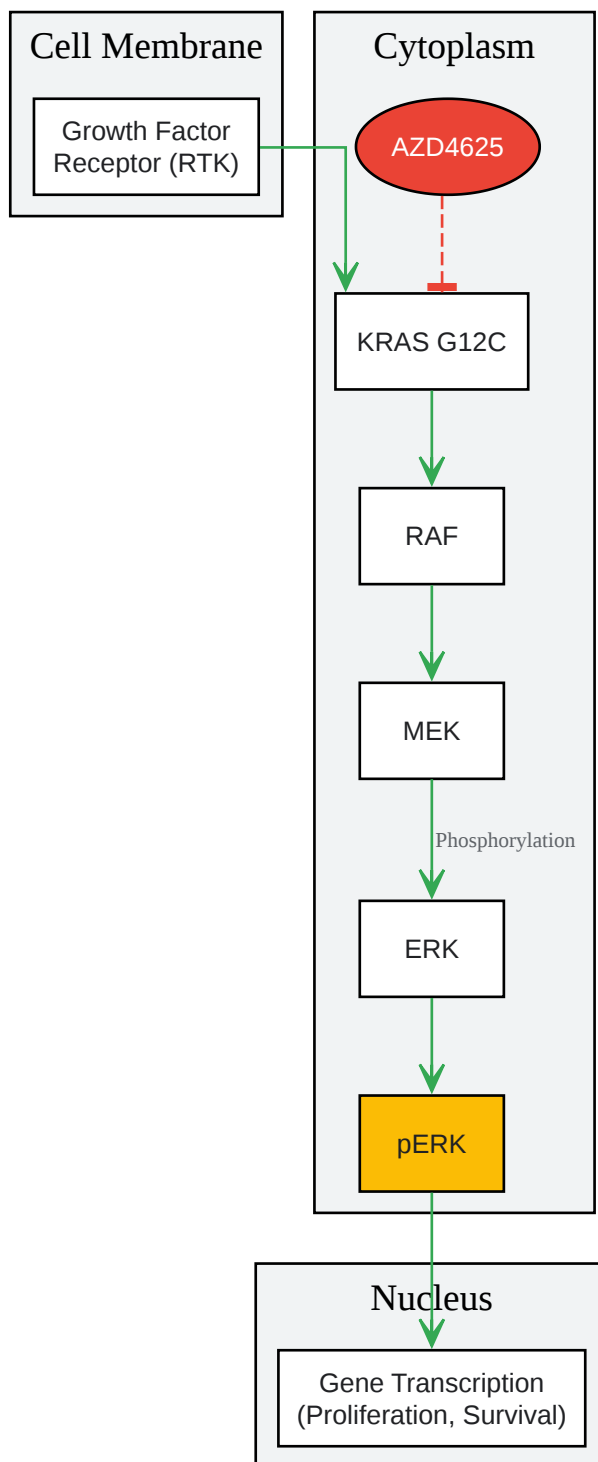 Cell Membrane
Growth Factor
Receptor (RTK)
Cytoplasm
AZD4625
KRAS G12C
RAF
MEK
Phosphorylation
ERK
pERK
Nucleus
Gene Transcription
(Proliferation, Survival)